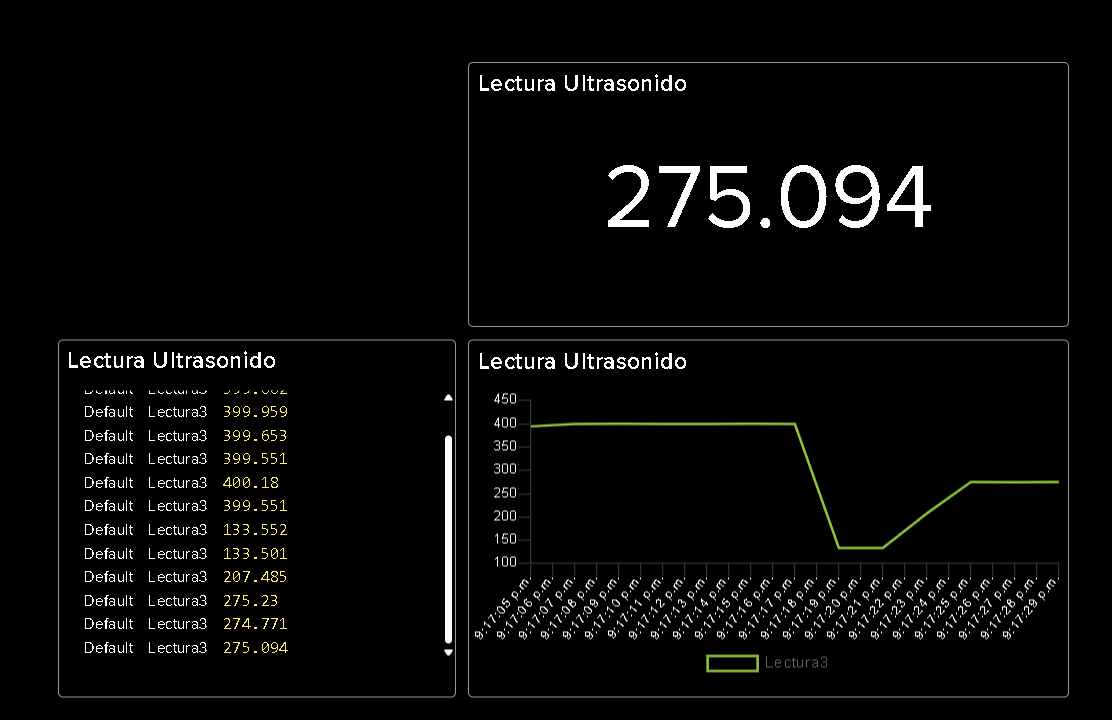 Lectura Ultrasonido
275.094
Lectura Ultrasonido
Default Lectura3
Default Lectura3 399.959
Default Lectura3 399.653
Default Lectura3 399.551
Default Lectura3 400.18
Default Lectura3 399.551
Default Lectura3 133.552
Default Lectura3 133.501
Default Lectura3 207.485
Default Lectura3 275.23
Default Lectura3 274.771
Default Lectura3 275.094
Lectura Ultrasonido
450
400
350
300
250
200
150
100
9:17:05 p.m.
9:17:06 p.m.
9:17:07 p.m.
9:17:08 p.m.
9:17:09 p.m.
9:17:10 p.m.
9:17:11 p.m.
9:17:12 p.m.
9:17:13 p.m.
9:17:14 p.m.
9:17:15 p.m.
9:17:16 p.m.
9:17:17 p.m.
9:17:18 p.m.
9:17:19 p.m.
9:17:20 p.m.
9:17:21 p.m.
9:17:22 p.m.
9:17:23 p.m.
9:17:24 p.m.
9:17:25 p.m.
9:17:26 p.m.
9:17:27 p.m.
9:17:28 p.m.
9:17:29 p.m.
Lectura3